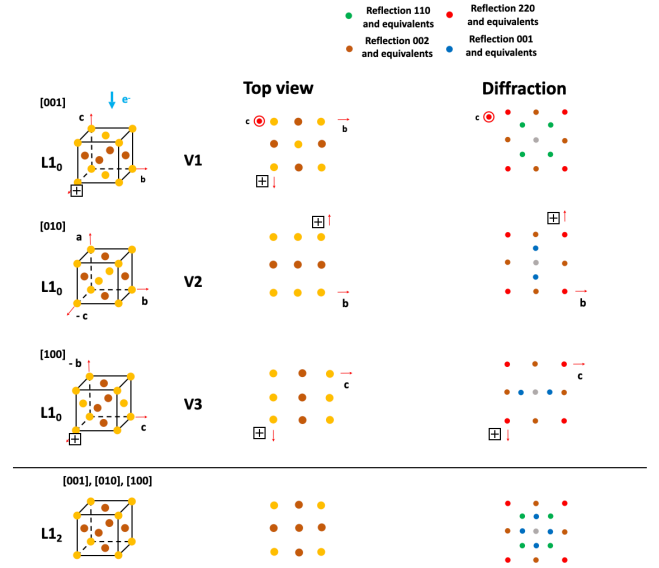 Reflection 110
and equivalents
Reflection 220
and equivalents
Reflection 002
and equivalents
Reflection 001
and equivalents
Top view
Diffraction
[001]
e-
c
L1₀
b
+
V1
c
b
+
c
[010]
a
L1₀
b
- c
V2
+
b
+
b
[100]
- b
L1₀
c
+
V3
c
+
c
+
[001], [010], [100]
L1₂